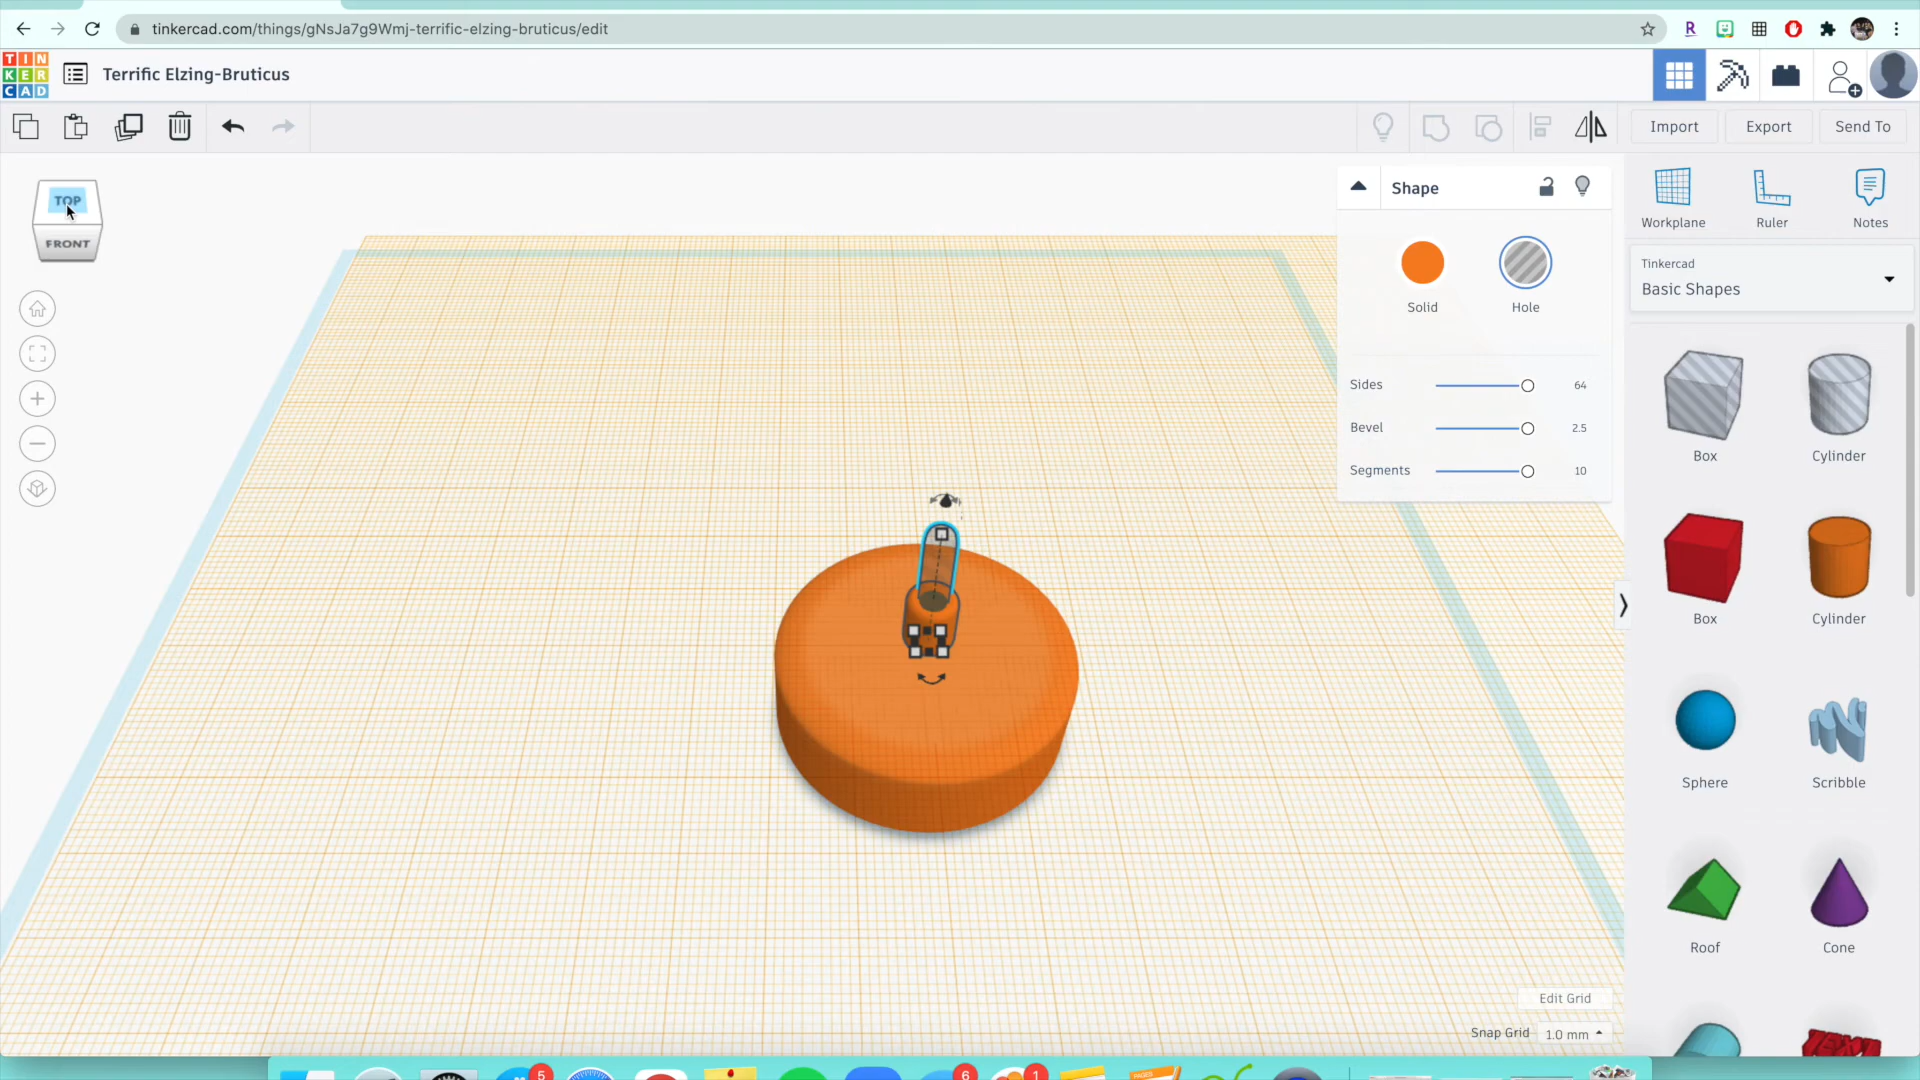 tinkercad.com/things/gNsJa7g9Wmj-terrific-elzing-bruticus/edit
R
TIN
KER
CAD
Terrific Elzing-Bruticus
Import
Export
Send To
TOP
FRONT
Shape
Solid
Hole
Sides 64
Bevel 2.5
Segments 10
Workplane
Ruler
Notes
Tinkercad
Basic Shapes
Box
Cylinder
Box
Cylinder
Sphere
Scribble
Roof
Cone
Edit Grid
Snap Grid 1.0 mm
5
6
1
PAGES